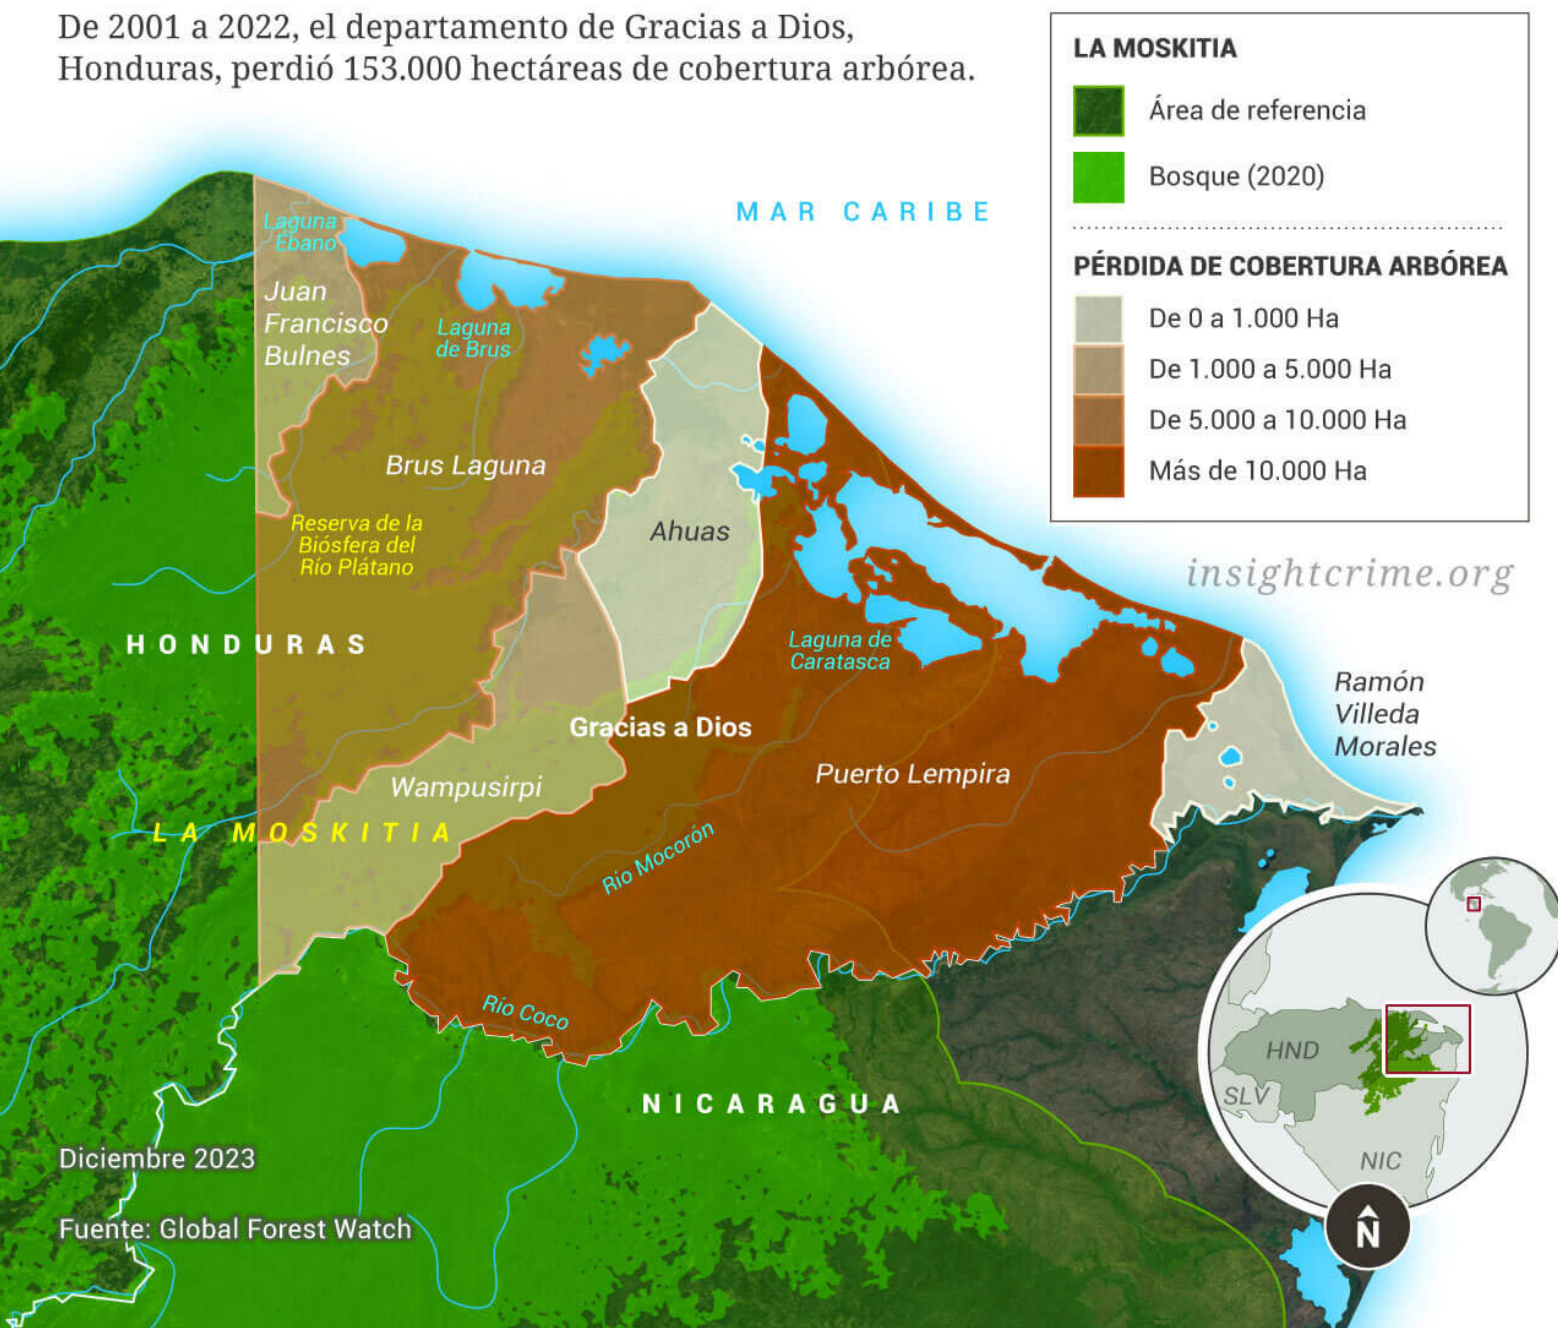 De 2001 a 2022, el departamento de Gracias a Dios,
Honduras, perdió 153.000 hectáreas de cobertura arbórea.
LA MOSKITIA
Área de referencia
Bosque (2020)
PÉRDIDA DE COBERTURA ARBÓREA
De 0 a 1.000 Ha
De 1.000 a 5.000 Ha
De 5.000 a 10.000 Ha
Más de 10.000 Ha
MAR CARIBE
Laguna
Ébano
Juan
Francisco
Bulnes
Laguna
de Brus
Brus Laguna
Reserva de la
Biósfera del
Río Plátano
Ahuas
insightcrime.org
HONDURAS
Laguna de
Caratasca
Ramón
Villeda
Morales
Gracias a Dios
Puerto Lempira
Wampusirpi
LA MOSKITIA
Río Mocorón
Río Coco
NICARAGUA
HND
SLV
NIC
N
Diciembre 2023
Fuente: Global Forest Watch